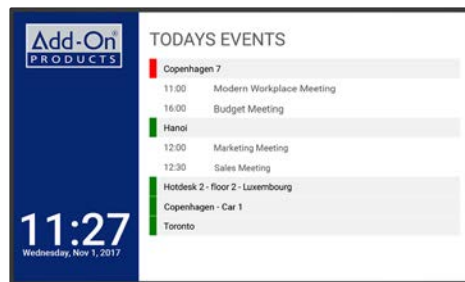 Add-On®
PRODUCTS
11:27
Wednesday, Nov 1, 2017
TODAYS EVENTS
Copenhagen 7
11.00 Modern Workplace Meeting
16:00 Budget Meeting
Hanoi
12:00 Marketing Meeting
12:30 Sales Meeting
Hotdesk 2 - floor 2 - Luxembourg
Copenhagen - Car 1
Toronto